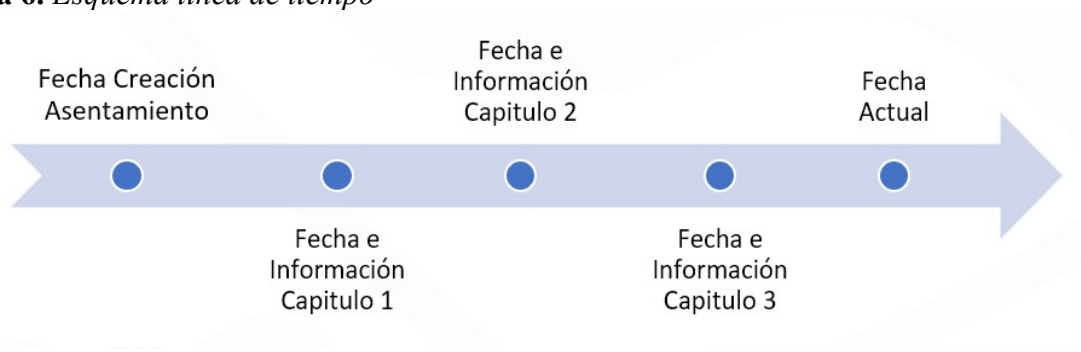 a 6. Esquema línea de tiempo
Fecha Creación
Asentamiento
Fecha e
Información
Capitulo 1
Fecha e
Información
Capitulo 2
Fecha e
Información
Capitulo 3
Fecha
Actual